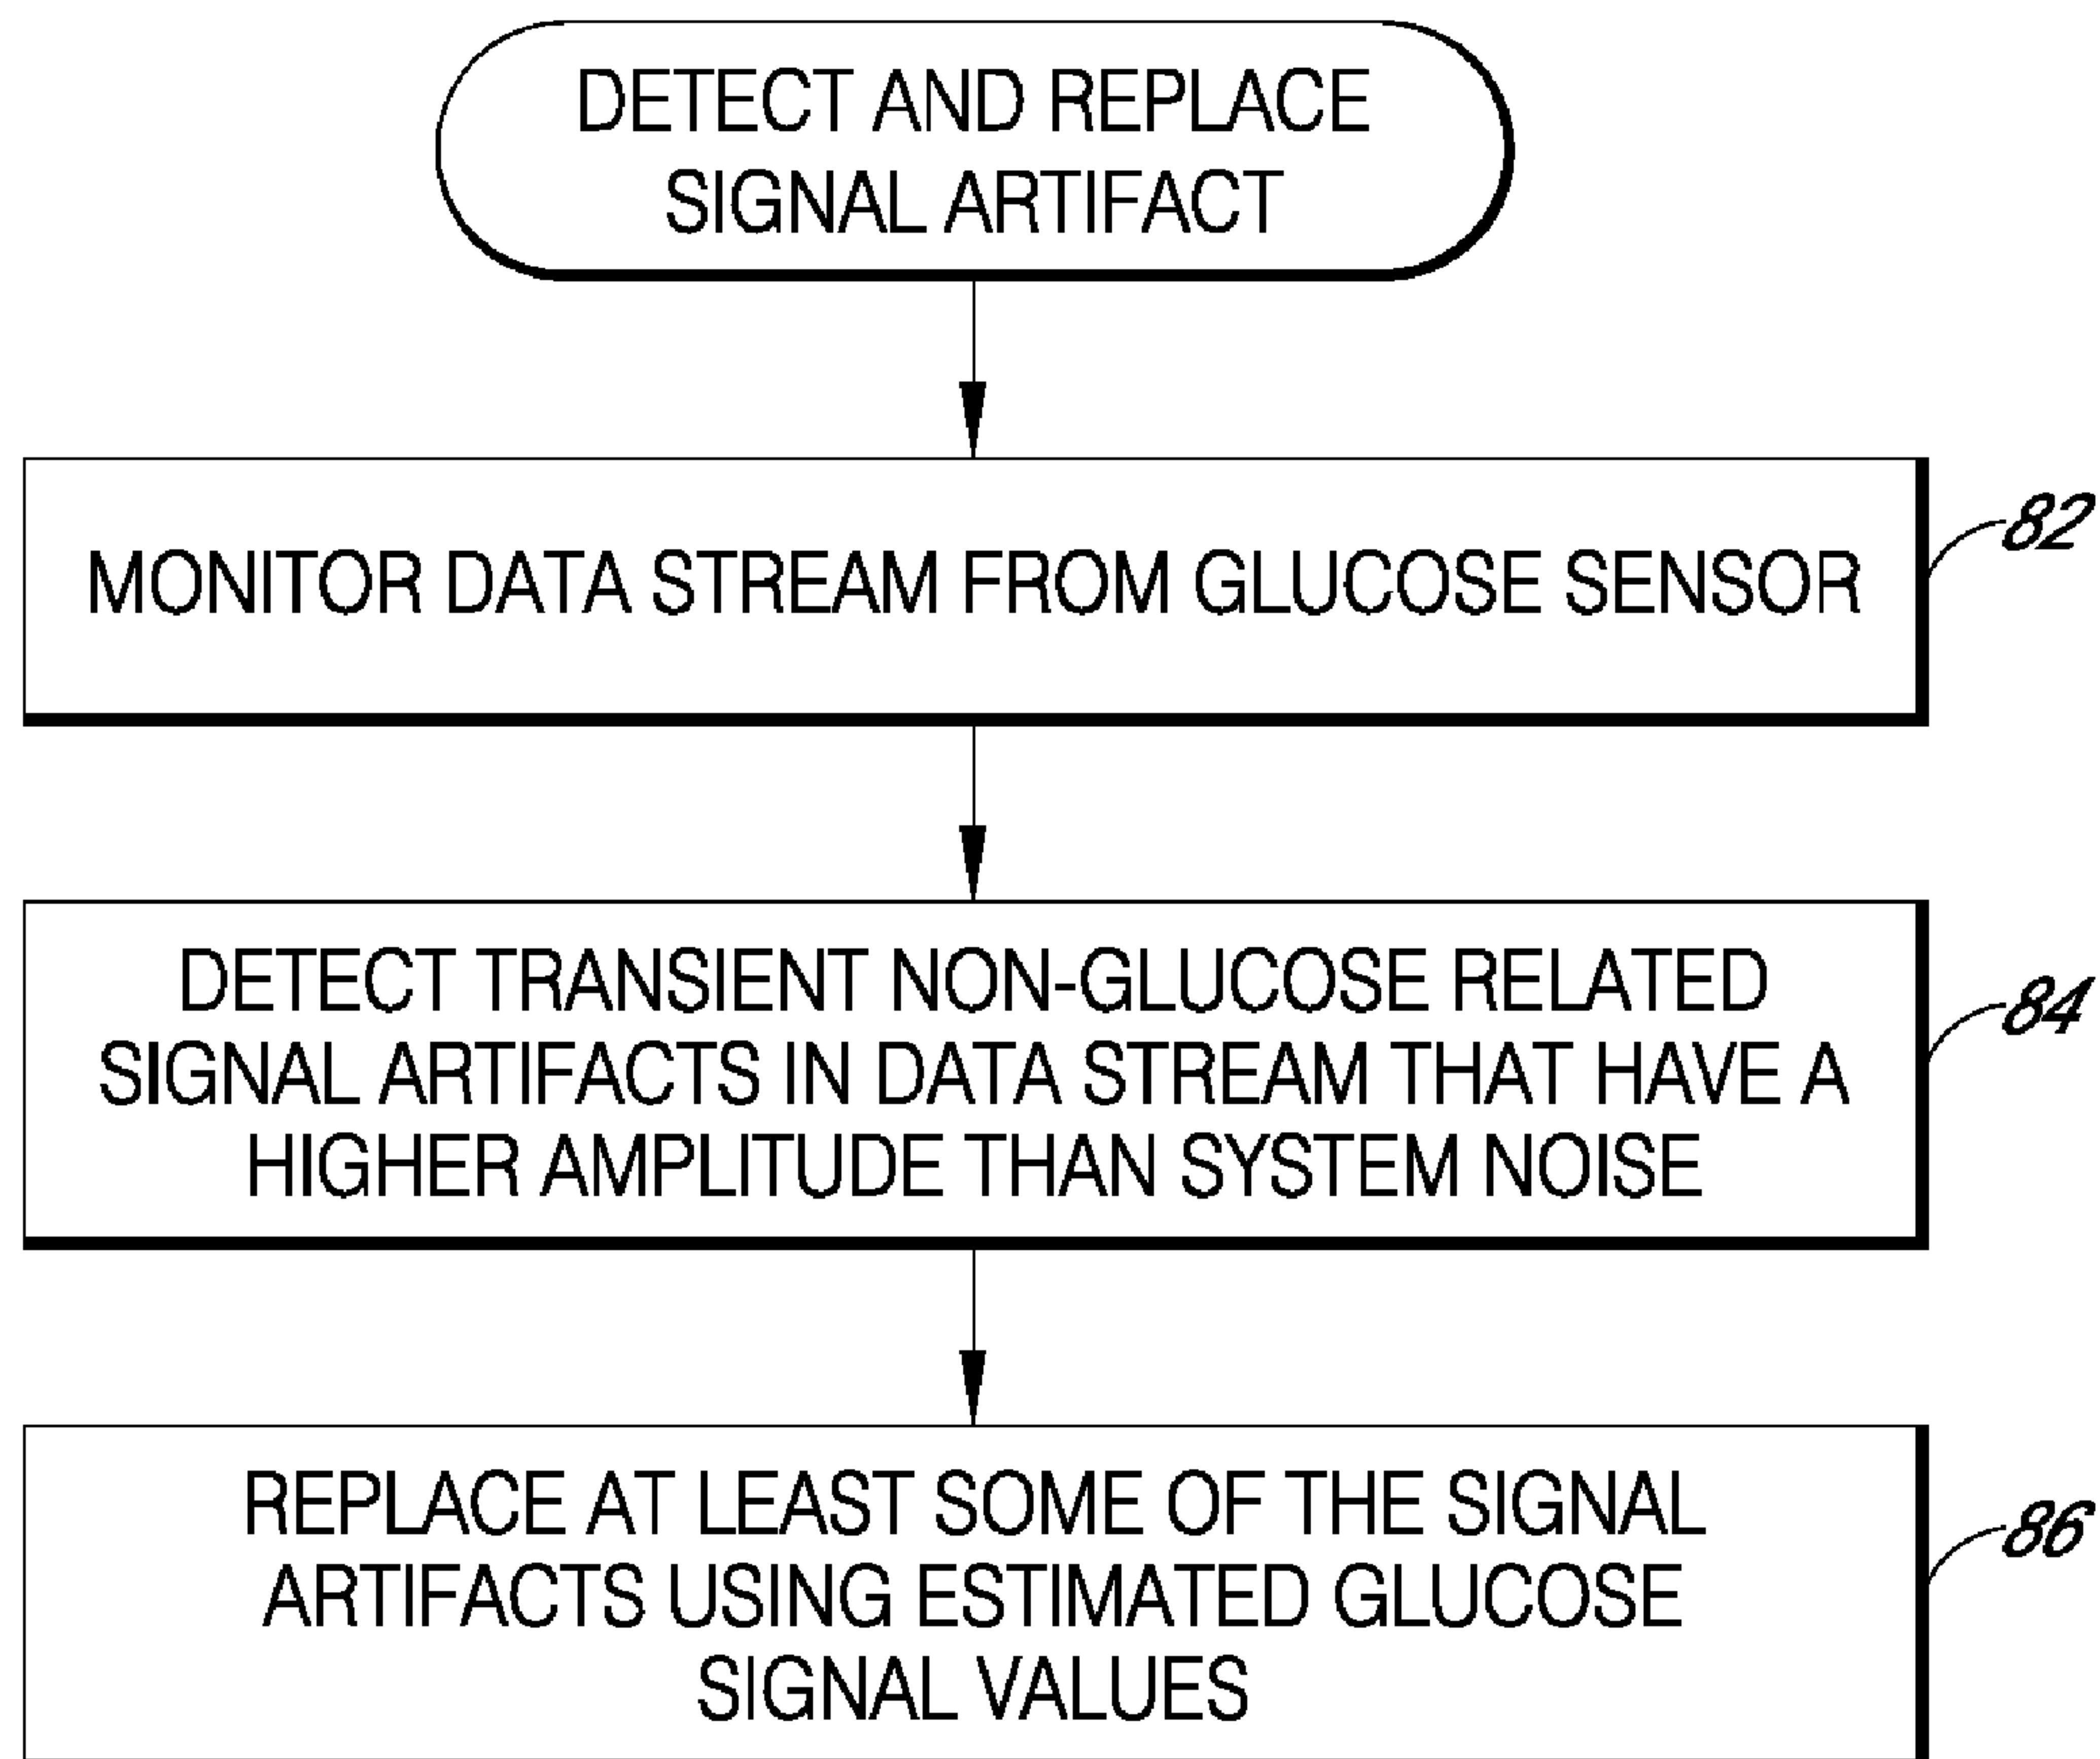 DETECT AND REPLACE
SIGNAL ARTIFACT
MONITOR DATA STREAM FROM GLUCOSE SENSOR
82
DETECT TRANSIENT NON-GLUCOSE RELATED
SIGNAL ARTIFACTS IN DATA STREAM THAT HAVE A
HIGHER AMPLITUDE THAN SYSTEM NOISE
84
REPLACE AT LEAST SOME OF THE SIGNAL
ARTIFACTS USING ESTIMATED GLUCOSE
SIGNAL VALUES
86